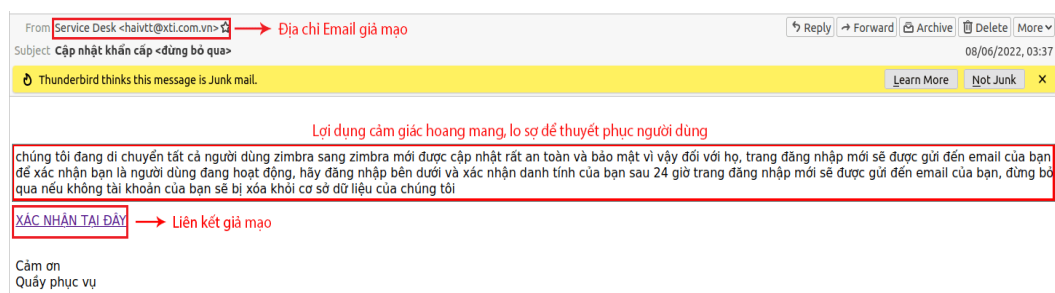 From Service Desk <haivtt@xti.com.vn> Địa chỉ Email giả mạo Reply Forward Archive Delete More
Subject Cập nhật khẩn cấp <đừng bỏ qua> 08/06/2022, 03:37
Thunderbird thinks this message is Junk mail. Learn More Not Junk X
Lợi dụng cảm giác hoang mang, lo sợ để thuyết phục người dùng
chúng tôi đang di chuyển tất cả người dùng zimbra sang zimbra mới được cập nhật rất an toàn và bảo mật vì vậy đối với họ, trang đăng nhập mới sẽ được gửi đến email của bạn
để xác nhận bạn là người dùng đang hoạt động, hãy đăng nhập bên dưới và xác nhận danh tính của bạn sau 24 giờ trang đăng nhập mới sẽ được gửi đến email của bạn, đừng bỏ
qua nếu không tài khoản của bạn sẽ bị xóa khỏi cơ sở dữ liệu của chúng tôi
XÁC NHẬN TẠI ĐÂY Liên kết giả mạo
Cảm ơn
Quầy phục vụ